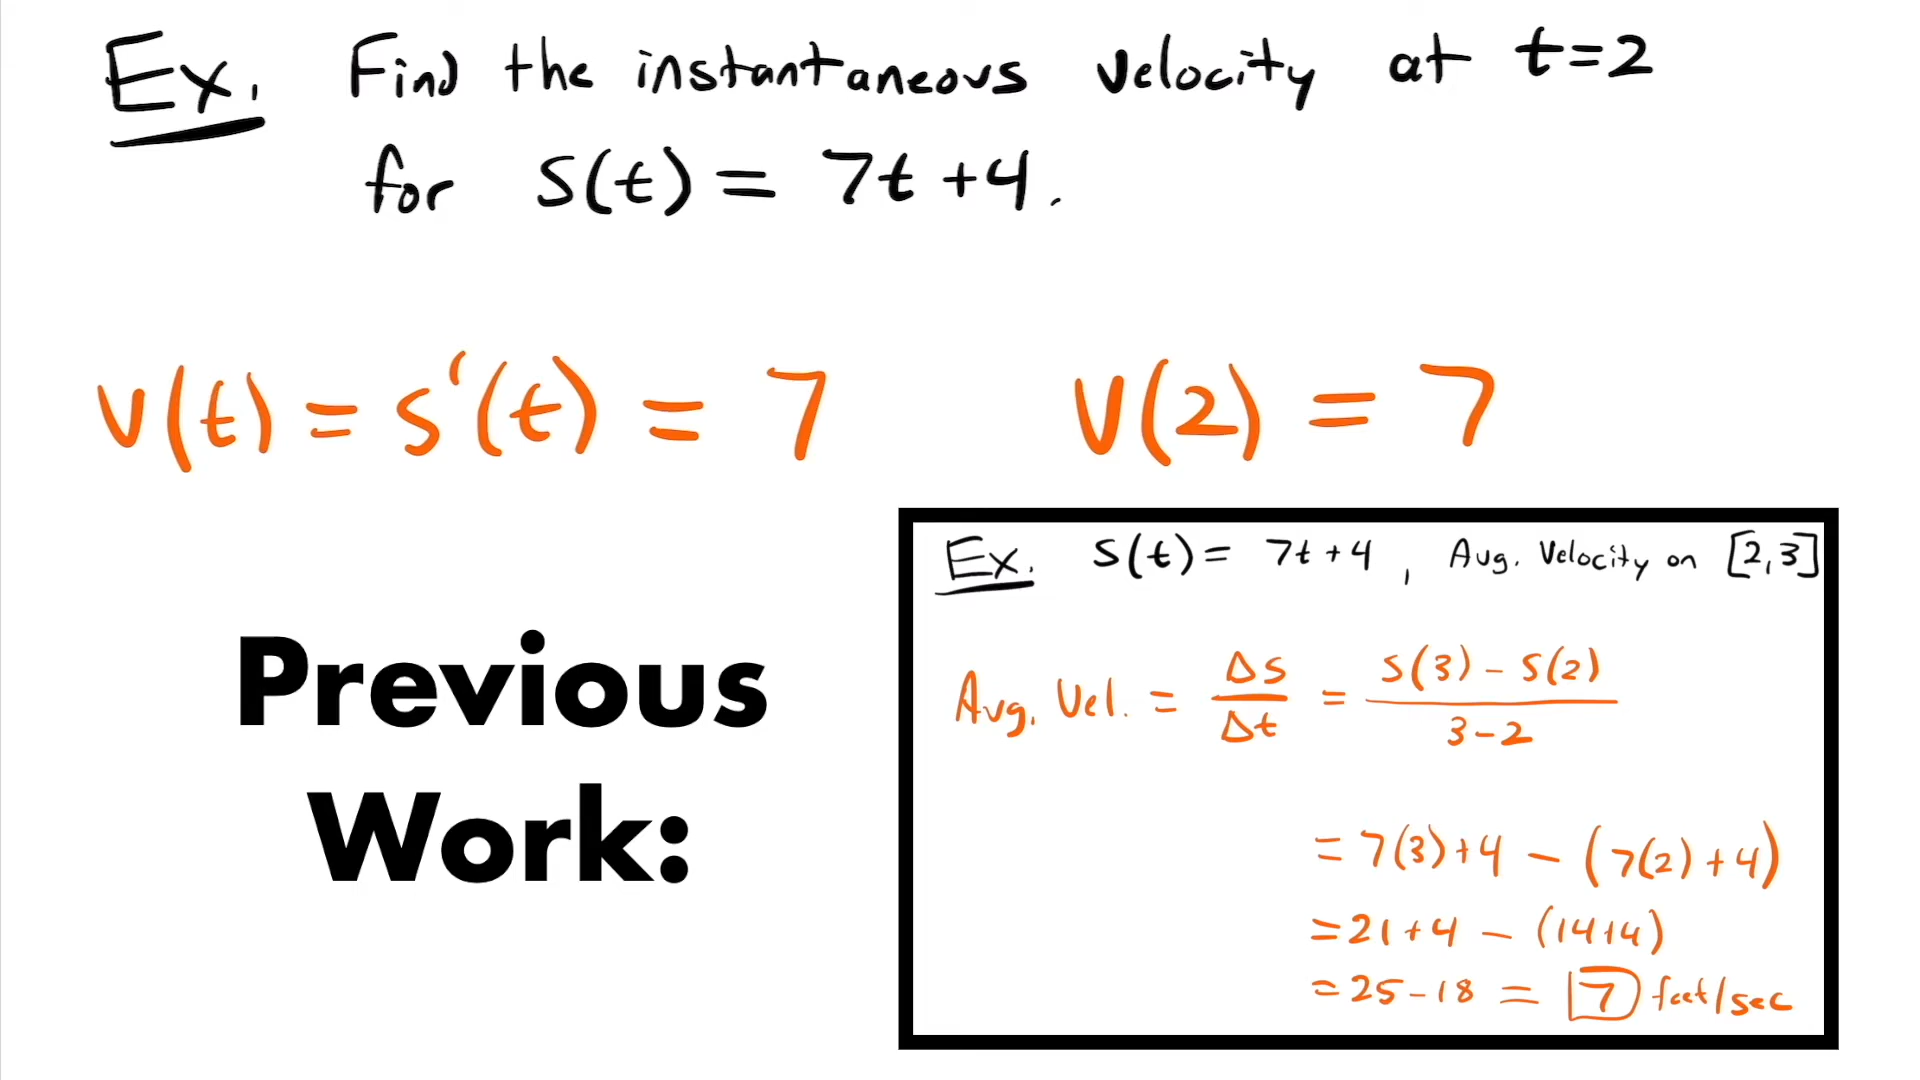 Ex. Find the instantaneous velocity at t=2
for s(t) = 7t+4.
v(t) = s'(t) = 7 v(2) = 7
Previous
Work:
Ex. s(t) = 7t+4, Avg. Velocity on [2,3]
Avg. Vel. = Δs/Δt = s(3) - s(2)/3-2
= 7(3)+4 - (7(2)+4)
= 21+4 - (14+4)
= 25-18 = 7 feet/sec